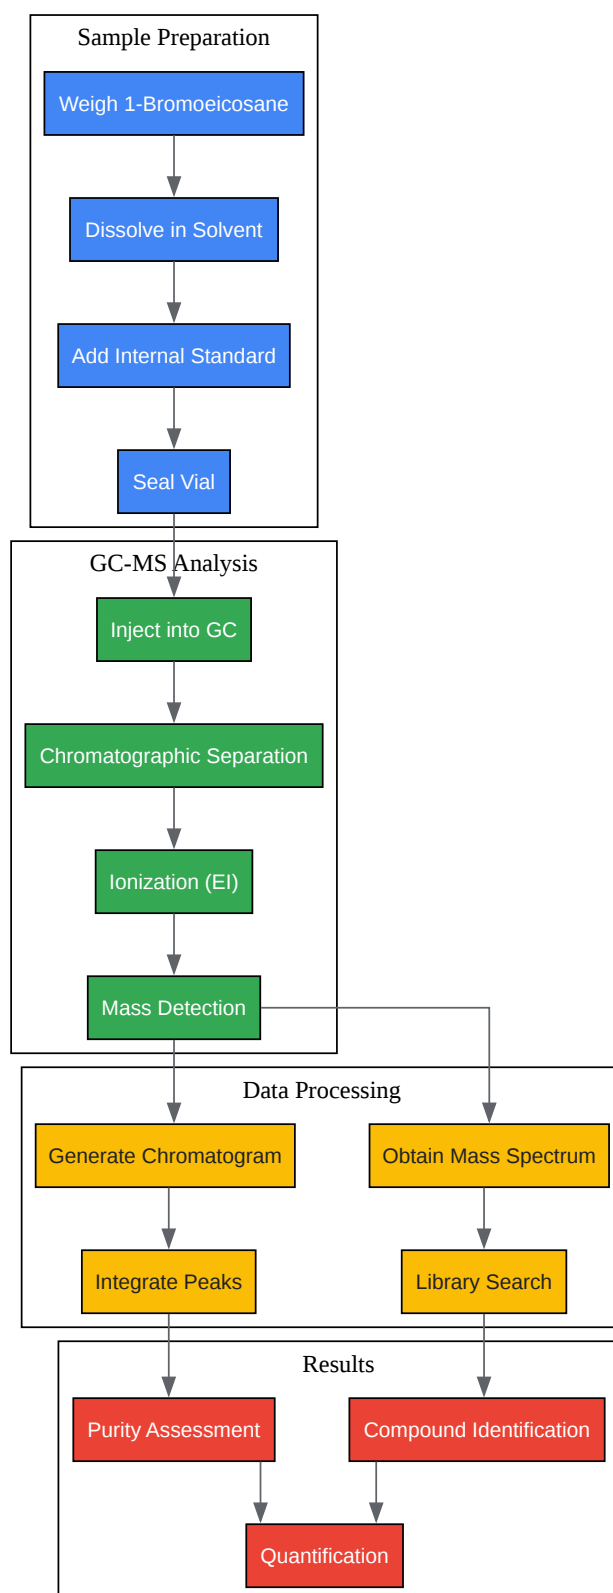 Sample Preparation
Weigh 1-Bromoeicosane
Dissolve in Solvent
Add Internal Standard
Seal Vial
GC-MS Analysis
Inject into GC
Chromatographic Separation
Ionization (EI)
Mass Detection
Data Processing
Generate Chromatogram
Obtain Mass Spectrum
Integrate Peaks
Library Search
Results
Purity Assessment
Compound Identification
Quantification